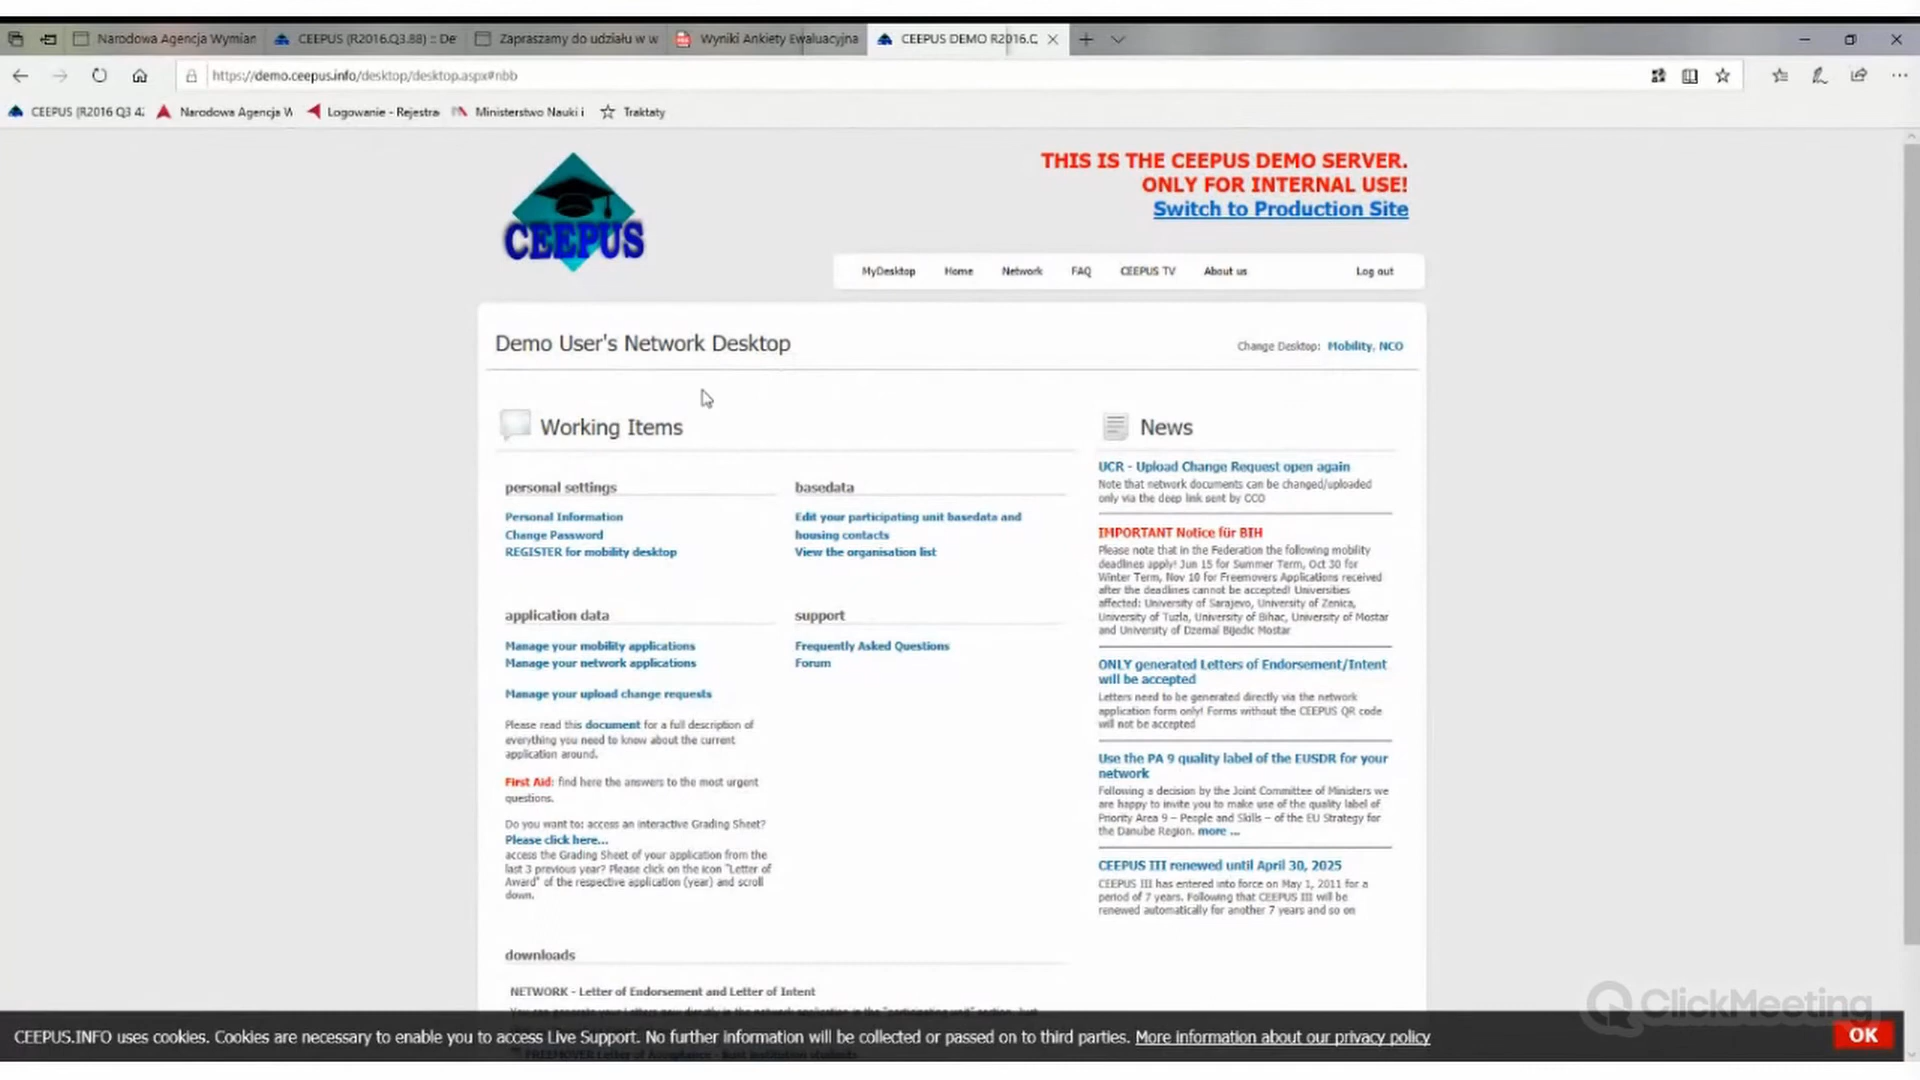 Narodowa Agencja Wymian
CEEPUS (R2016.Q3.88) :: De
Zapraszamy do udziału w w
Wyniki Ankiety Ewaluacyjna
CEEPUS DEMO R2016.Q
https://demo.ceepus.info/desktop/desktop.aspx#nbb
CEEPUS (R2016 Q3 42
Narodowa Agencja W
Logowanie - Rejestra
Ministerstwo Nauki i
Traktaty
CEEPUS
THIS IS THE CEEPUS DEMO SERVER.
ONLY FOR INTERNAL USE!
Switch to Production Site
MyDesktop Home Network FAQ CEEPUS TV About us Log out
Demo User's Network Desktop
Change Desktop: Mobility, NCO
Working Items
personal settings
Personal Information
Change Password
REGISTER for mobility desktop
basedata
Edit your participating unit basedata and
housing contacts
View the organisation list
application data
Manage your mobility applications
Manage your network applications
Manage your upload change requests
Please read this document for a full description of
everything you need to know about the current
application around.
First Aid: find here the answers to the most urgent
questions.
Do you want to: access an interactive Grading Sheet?
Please click here...
access the Grading Sheet of your application from the
last 3 previous year? Please click on the icon "Letter of
Award" of the respective application (year) and scroll
down.
support
Frequently Asked Questions
Forum
downloads
NETWORK - Letter of Endorsement and Letter of Intent
News
UCR - Upload Change Request open again
Note that network documents can be changed/uploaded
only via the deep link sent by CCO
IMPORTANT Notice für BIH
Please note that in the Federation the following mobility
deadlines apply! Jun 15 for Summer Term, Oct 30 for
Winter Term, Nov 10 for Freemovers Applications received
after the deadlines cannot be accepted! Universities
affected: University of Sarajevo, University of Zenica,
University of Tuzla, University of Bihac, University of Mostar
and University of Dzemal Bijedic Mostar
ONLY generated Letters of Endorsement/Intent
will be accepted
Letters need to be generated directly via the network
application form only! Forms without the CEEPUS QR code
will not be accepted
Use the PA 9 quality label of the EUSDR for your
network
Following a decision by the Joint Committee of Ministers we
are happy to invite you to make use of the quality label of
Priority Area 9 – People and Skills – of the EU Strategy for
the Danube Region. more ...
CEEPUS III renewed until April 30, 2025
CEEPUS III has entered into force on May 1, 2011 for a
period of 7 years. Following that CEEPUS III will be
renewed automatically for another 7 years and so on
ClickMeeting
CEEPUS.INFO uses cookies. Cookies are necessary to enable you to access Live Support. No further information will be collected or passed on to third parties. More information about our privacy policy
OK